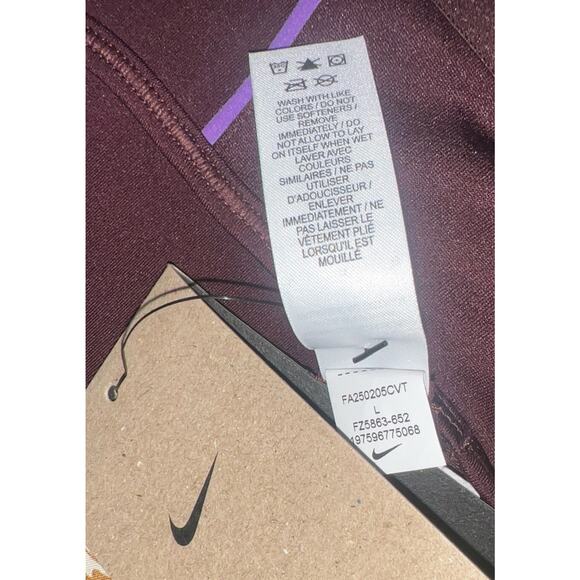 WASH WITH LIKE
COLORS / DO NOT
USE SOFTENERS /
REMOVE
IMMEDIATELY / DO
NOT ALLOW TO LAY
ON ITSELF WHEN WET
LAVER AVEC
COULEURS
SIMILAIRES / NE PAS
UTILISER
D'ADOUCISSEUR /
ENLEVER
IMMEDIATEMENT / NE
PAS LAISSER LE
VÊTEMENT PLIÉ
LORSQU'IL EST
MOUILLÉ
FA250205CVT
L
FZ5863-652
197596775068